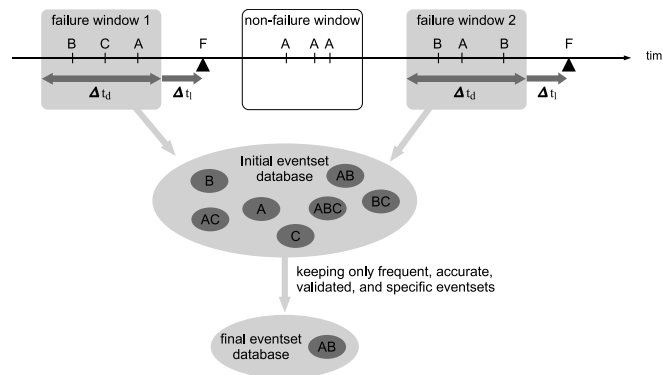 failure window 1
non-failure window
failure window 2
B C A F A A A B A B F
tim
Δtd Δtl Δtd Δtl
Initial eventset
database
B
AB
AC
A
ABC
BC
C
keeping only frequent, accurate,
validated, and specific eventsets
final eventset
database
AB